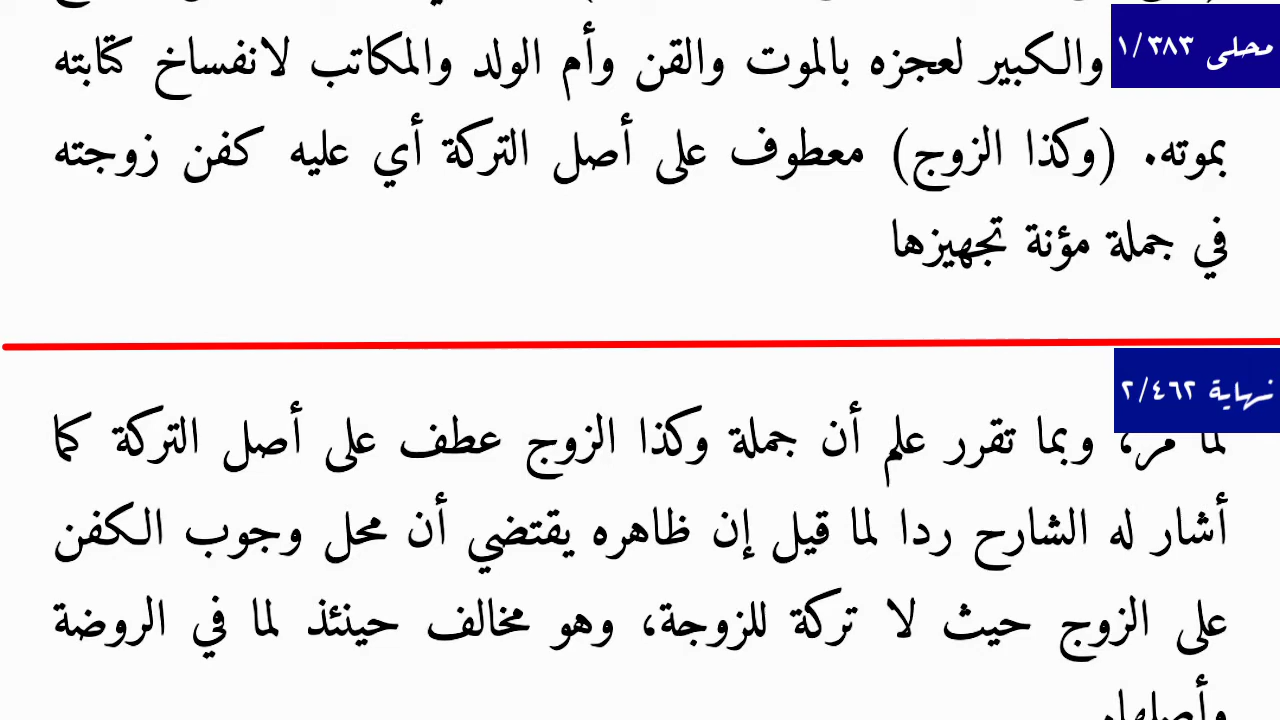 محلى ١/٣٨٣
والكبير لعجزه بالموت والقن وأم الولد والمكاتب لانفساخ كتابته
بموته. (وكذا الزوج) معطوف على أصل التركة أي عليه كفن زوجته
في جملة مؤنة تجهيزها
نهاية ٢/٤٦٢
لما مر، وبما تقرر علم أن جملة وكذا الزوج عطف على أصل التركة كما
أشار له الشارح ردا لما قيل إن ظاهره يقتضي أن محل وجوب الكفن
على الزوج حيث لا تركة للزوجة، وهو مخالف حينئذ لما في الروضة
وأصلها.